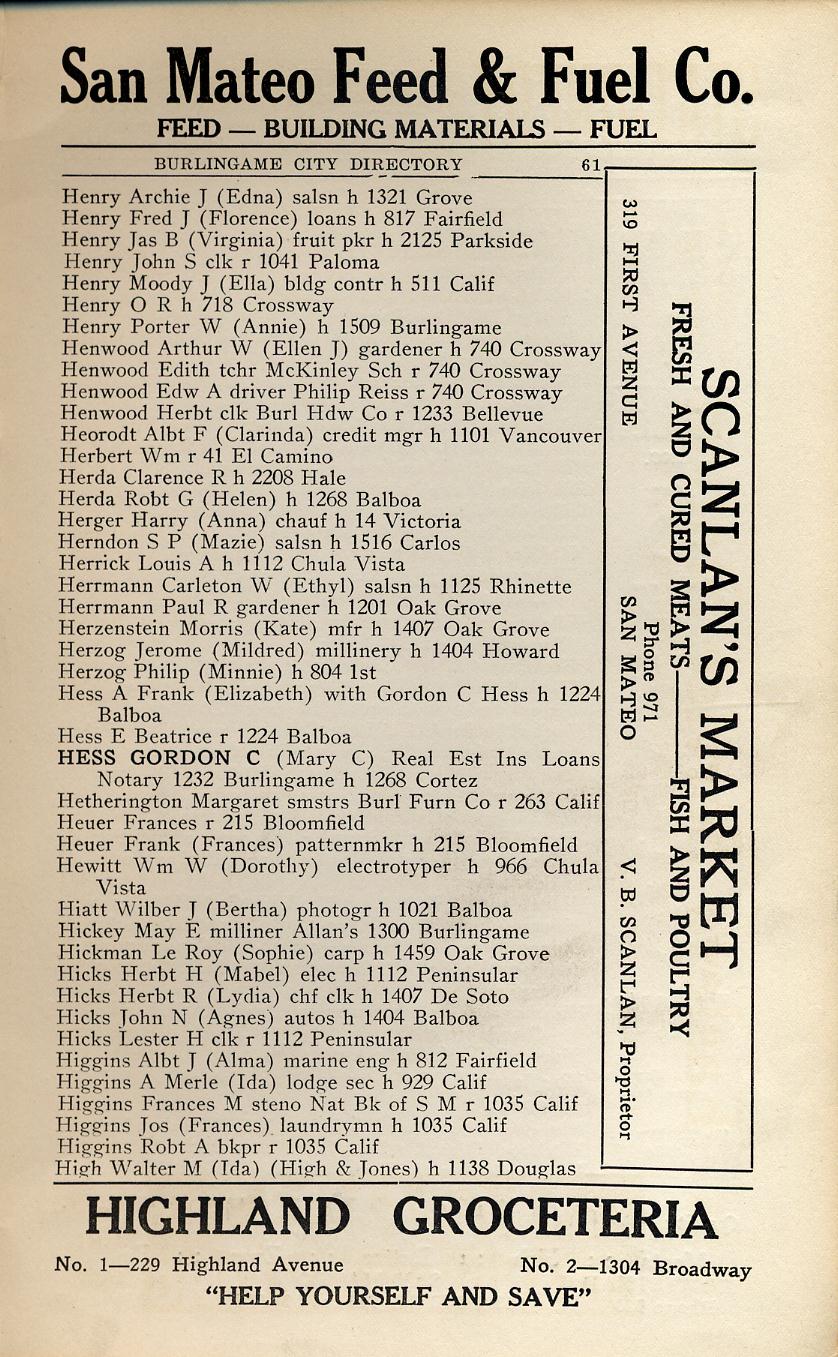 San Mateo Feed & Fuel Co.
FEED — BUILDING MATERIALS — FUEL
BURLINGAME CITY DIRECTORY 61
Henry Archie J (Edna) salsn h 1321 Grove
Henry Fred J (Florence) loans h 817 Fairfield
Henry Jas B (Virginia) fruit pkr h 2125 Parkside
Henry John S clk r 1041 Paloma
Henry Moody J (Ella) bldg contr h 511 Calif
Henry O R h 718 Crossway
Henry Porter W (Annie) h 1509 Burlingame
Henwood Arthur W (Ellen J) gardener h 740 Crossway
Henwood Edith tchr McKinley Sch r 740 Crossway
Henwood Edw A driver Philip Reiss r 740 Crossway
Henwood Herbt clk Burl Hdw Co r 1233 Bellevue
Heorodt Albt F (Clarinda) credit mgr h 1101 Vancouver
Herbert Wm r 41 El Camino
Herda Clarence R h 2208 Hale
Herda Robt G (Helen) h 1268 Balboa
Herger Harry (Anna) chauf h 14 Victoria
Herndon S P (Mazie) salsn h 1516 Carlos
Herrick Louis A h 1112 Chula Vista
Herrmann Carleton W (Ethyl) salsn h 1125 Rhinette
Herrmann Paul R gardener h 1201 Oak Grove
Herzenstein Morris (Kate) mfr h 1407 Oak Grove
Herzog Jerome (Mildred) millinery h 1404 Howard
Herzog Philip (Minnie) h 804 1st
Hess A Frank (Elizabeth) with Gordon C Hess h 1224
Balboa
Hess E Beatrice r 1224 Balboa
HESS GORDON C (Mary C) Real Est Ins Loans
Notary 1232 Burlingame h 1268 Cortez
Hetherington Margaret smstrs Burl Furn Co r 263 Calif
Heuer Frances r 215 Bloomfield
Heuer Frank (Frances) patternmkr h 215 Bloomfield
Hewitt Wm W (Dorothy) electrotyper h 966 Chula
Vista
Hiatt Wilber J (Bertha) photogr h 1021 Balboa
Hickey May E milliner Allan's 1300 Burlingame
Hickman Le Roy (Sophie) carp h 1459 Oak Grove
Hicks Herbt H (Mabel) elec h 1112 Peninsular
Hicks Herbt R (Lydia) chf clk h 1407 De Soto
Hicks John N (Agnes) autos h 1404 Balboa
Hicks Lester H clk r 1112 Peninsular
Higgins Albt J (Alma) marine eng h 812 Fairfield
Higgins A Merle (Ida) lodge sec h 929 Calif
Higgins Frances M steno Nat Bk of S M r 1035 Calif
Higgins Jos (Frances) laundrymn h 1035 Calif
Higgins Robt A bkpr r 1035 Calif
High Walter M (Ida) (High & Jones) h 1138 Douglas
SCANLAN'S MARKET
FRESH AND CURED MEATS——FISH AND POULTRY
Phone 971
319 FIRST AVENUE SAN MATEO V. B. SCANLAN, Proprietor
HIGHLAND GROCETERIA
No. 1—229 Highland Avenue No. 2—1304 Broadway
"HELP YOURSELF AND SAVE"